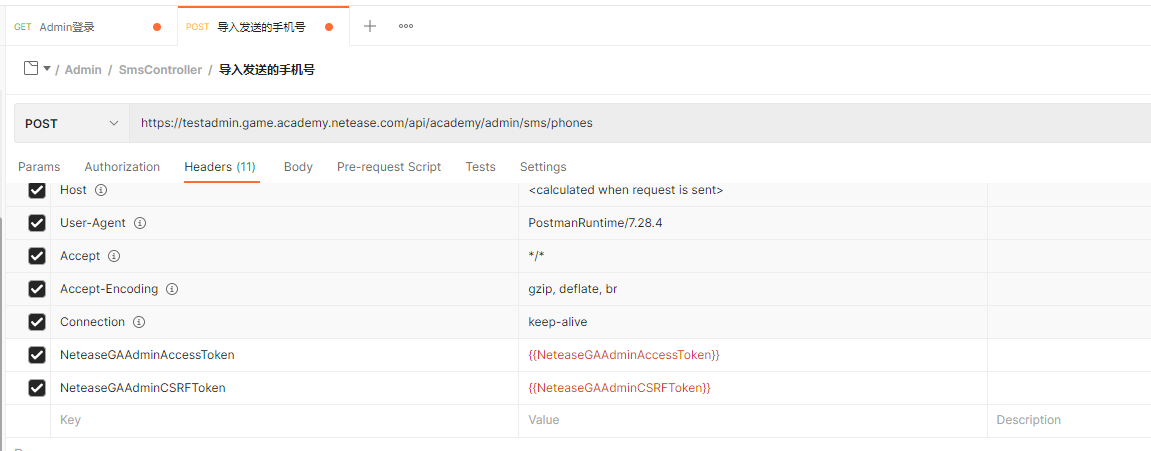 GET Admin登录 POST 导入发送的手机号
/ Admin / SmsController / 导入发送的手机号
POST https://testadmin.game.academy.netease.com/api/academy/admin/sms/phones
Params Authorization Headers (11) Body Pre-request Script Tests Settings
Host <calculated when request is sent>
User-Agent PostmanRuntime/7.28.4
Accept */*
Accept-Encoding gzip, deflate, br
Connection keep-alive
NeteaseGAAdminAccessToken {{NeteaseGAAdminAccessToken}}
NeteaseGAAdminCSRFToken {{NeteaseGAAdminCSRFToken}}
Key Value Description